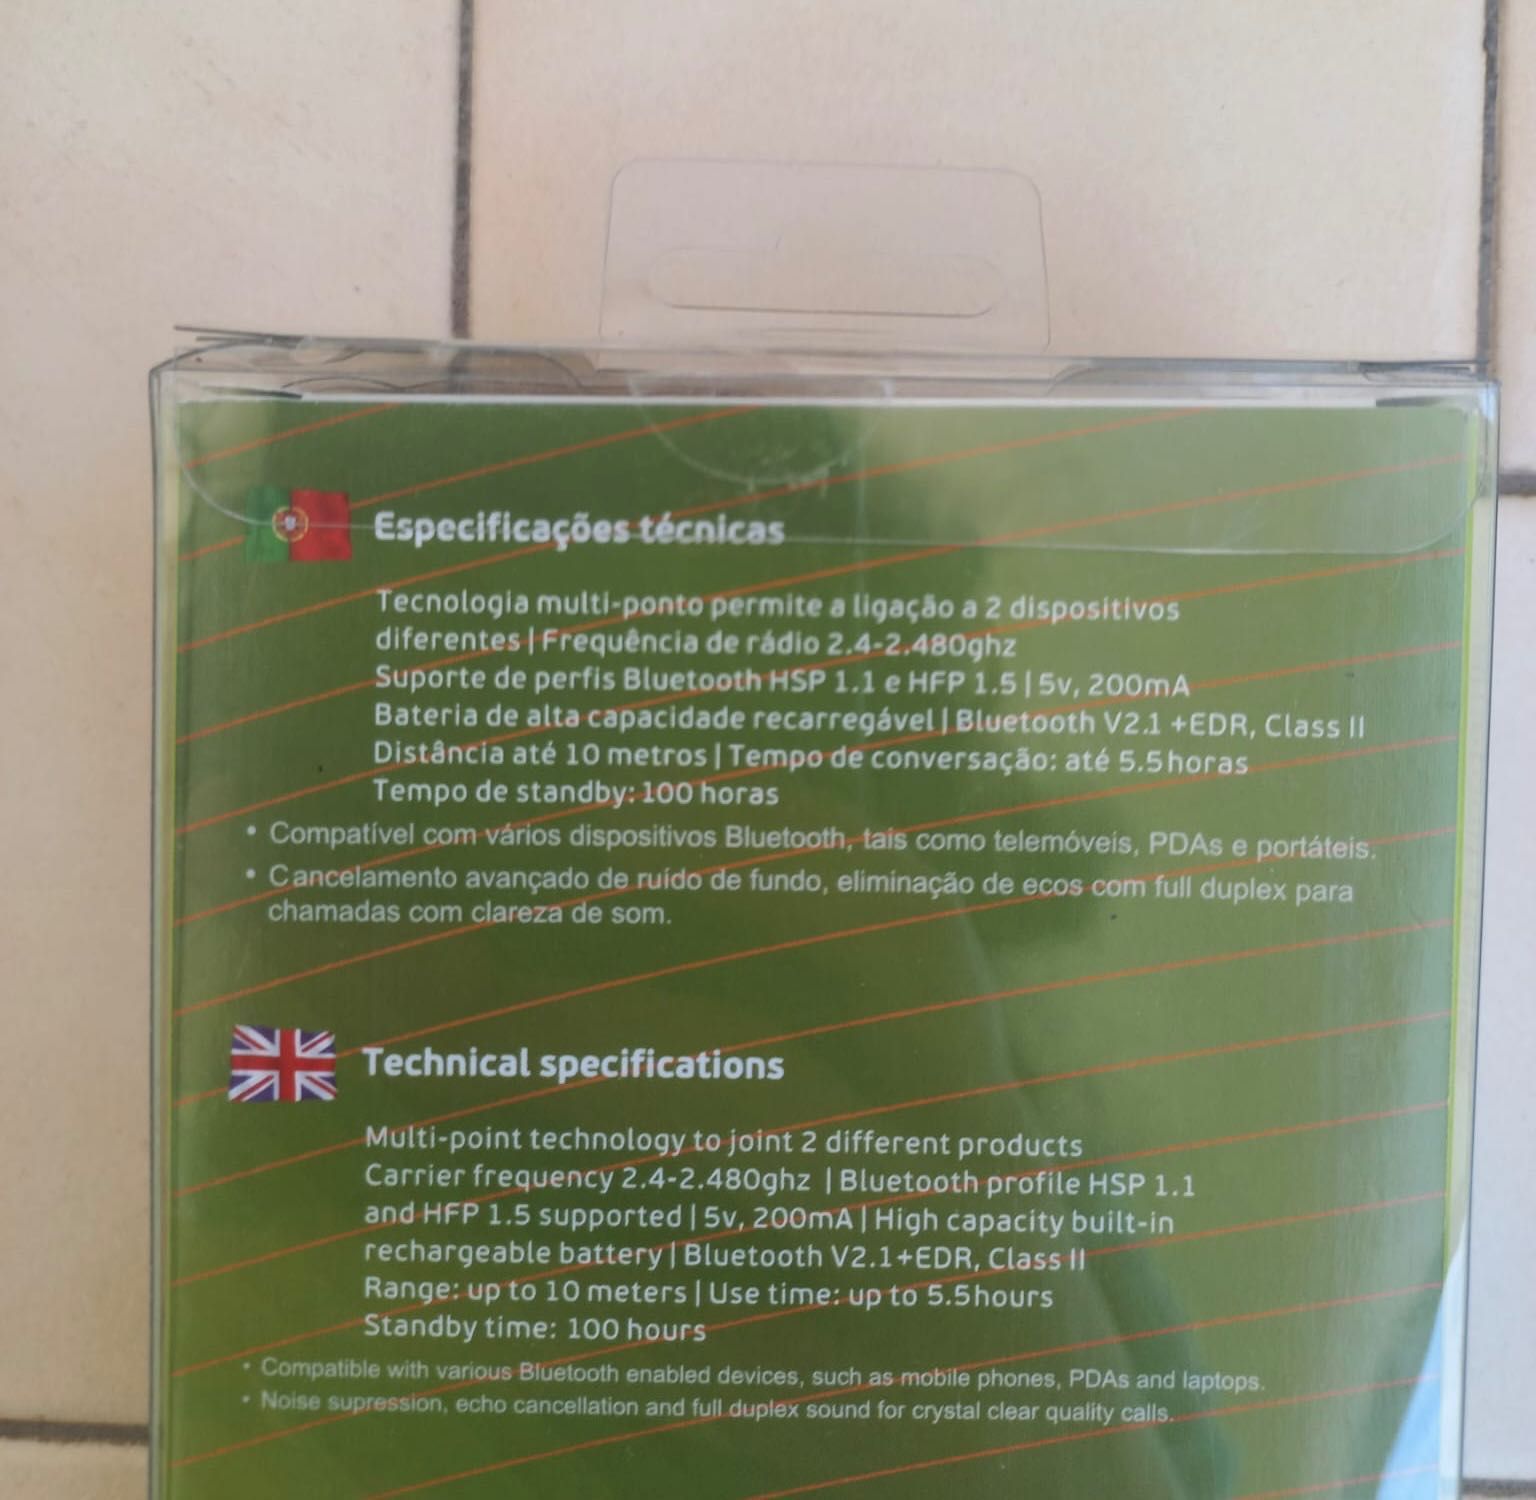 Especificações técnicas
Tecnologia multi-ponto permite a ligação a 2 dispositivos
diferentes | Frequência de rádio 2.4-2.480ghz
Suporte de perfis Bluetooth HSP 1.1 e HFP 1.5 | 5v, 200mA
Bateria de alta capacidade recarregável | Bluetooth V2.1 +EDR, Class II
Distância até 10 metros | Tempo de conversação: até 5.5horas
Tempo de standby: 100 horas
• Compatível com vários dispositivos Bluetooth, tais como telemóveis, PDAs e portáteis.
• Cancelamento avançado de ruído de fundo, eliminação de ecos com full duplex para
chamadas com clareza de som.
Technical specifications
Multi-point technology to joint 2 different products
Carrier frequency 2.4-2.480ghz | Bluetooth profile HSP 1.1
and HFP 1.5 supported | 5v, 200mA | High capacity built-in
rechargeable battery | Bluetooth V2.1+EDR, Class II
Range: up to 10 meters | Use time: up to 5.5hours
Standby time: 100 hours
• Compatible with various Bluetooth enabled devices, such as mobile phones, PDAs and laptops.
• Noise supression, echo cancellation and full duplex sound for crystal clear quality calls.